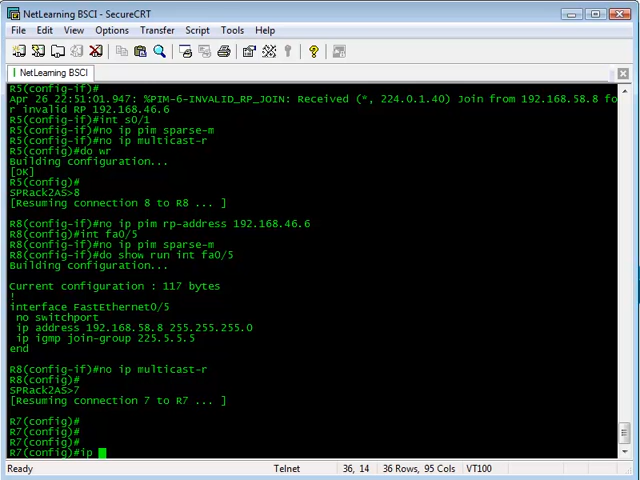 NetLearning BSCI - SecureCRT
File Edit View Options Transfer Script Tools Help
NetLearning BSCI
R5(config-if)#
Apr 26 22:51:01.947: %PIM-6-INVALID_RP_JOIN: Received (*, 224.0.1.40) Join from 192.168.58.8 fo
r invalid RP 192.168.46.6
R5(config-if)#int s0/1
R5(config-if)#no ip pim sparse-m
R5(config-if)#no ip multicast-r
R5(config)#do wr
Building configuration...
[OK]
R5(config)#
SPRack2AS>8
[Resuming connection 8 to R8 ... ]
R8(config-if)#no ip pim rp-address 192.168.46.6
R8(config)#int fa0/5
R8(config-if)#no ip pim sparse-m
R8(config-if)#do show run int fa0/5
Building configuration...
Current configuration : 117 bytes
!
interface FastEthernet0/5
no switchport
ip address 192.168.58.8 255.255.255.0
ip igmp join-group 225.5.5.5
end
R8(config-if)#no ip multicast-r
R8(config)#
SPRack2AS>7
[Resuming connection 7 to R7 ... ]
R7(config)#
R7(config)#
R7(config)#
R7(config)#ip
Ready Telnet 36, 14 36 Rows, 95 Cols VT100